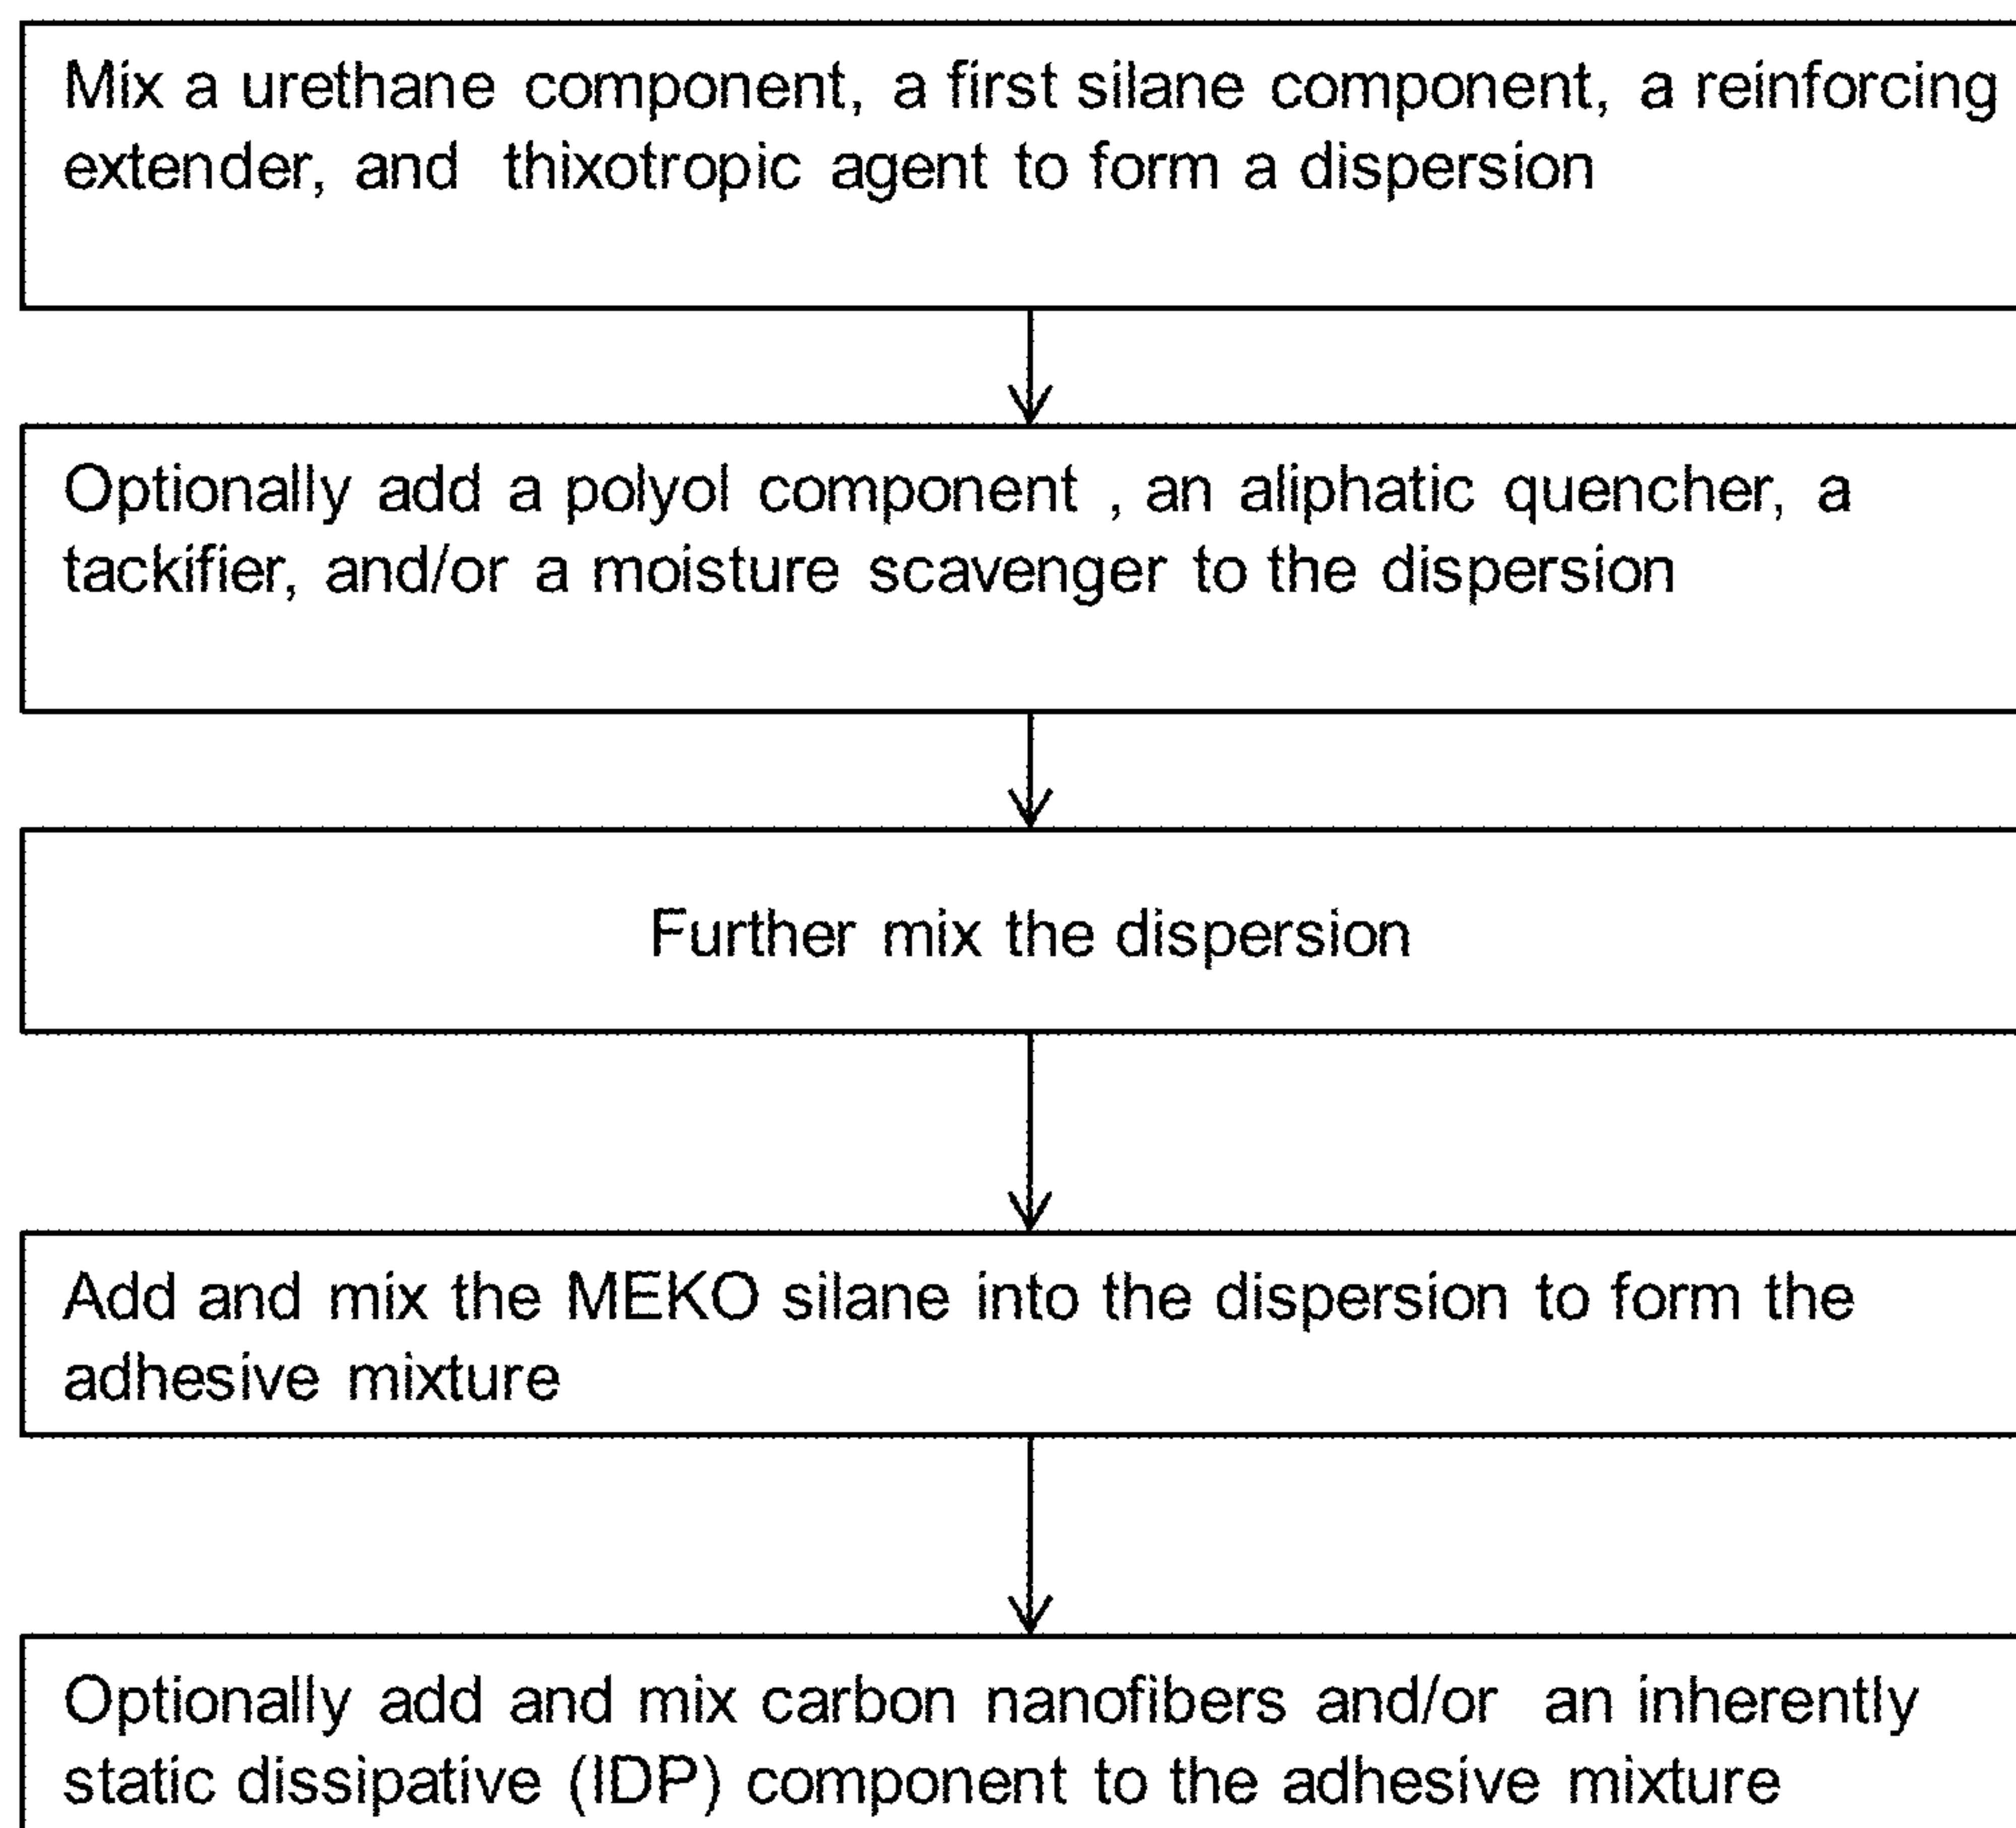 Mix a urethane component, a first silane component, a reinforcing
extender, and thixotropic agent to form a dispersion
Optionally add a polyol component , an aliphatic quencher, a
tackifier, and/or a moisture scavenger to the dispersion
Further mix the dispersion
Add and mix the MEKO silane into the dispersion to form the
adhesive mixture
Optionally add and mix carbon nanofibers and/or an inherently
static dissipative (IDP) component to the adhesive mixture